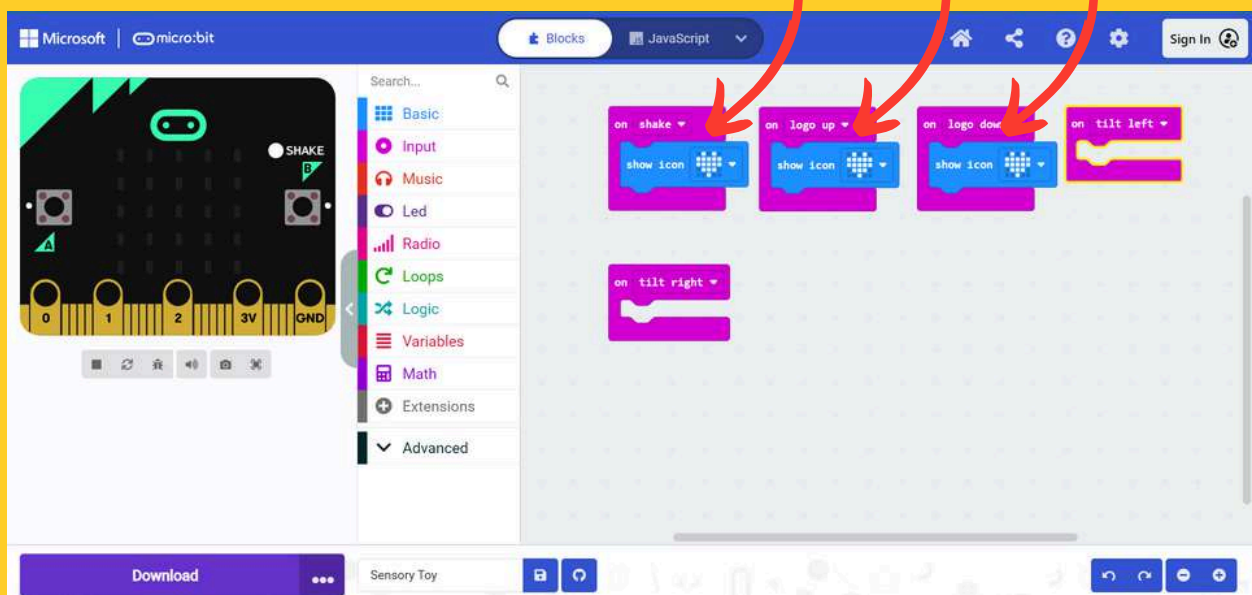 Microsoft | micro:bit
Blocks
JavaScript
Sign In
SHAKE
B
A
0 1 2 3V GND
Search...
Basic
Input
Music
Led
Radio
Loops
Logic
Variables
Math
Extensions
Advanced
on shake
show icon
on logo up
show icon
on logo down
show icon
on tilt left
on tilt right
Download
Sensory Toy